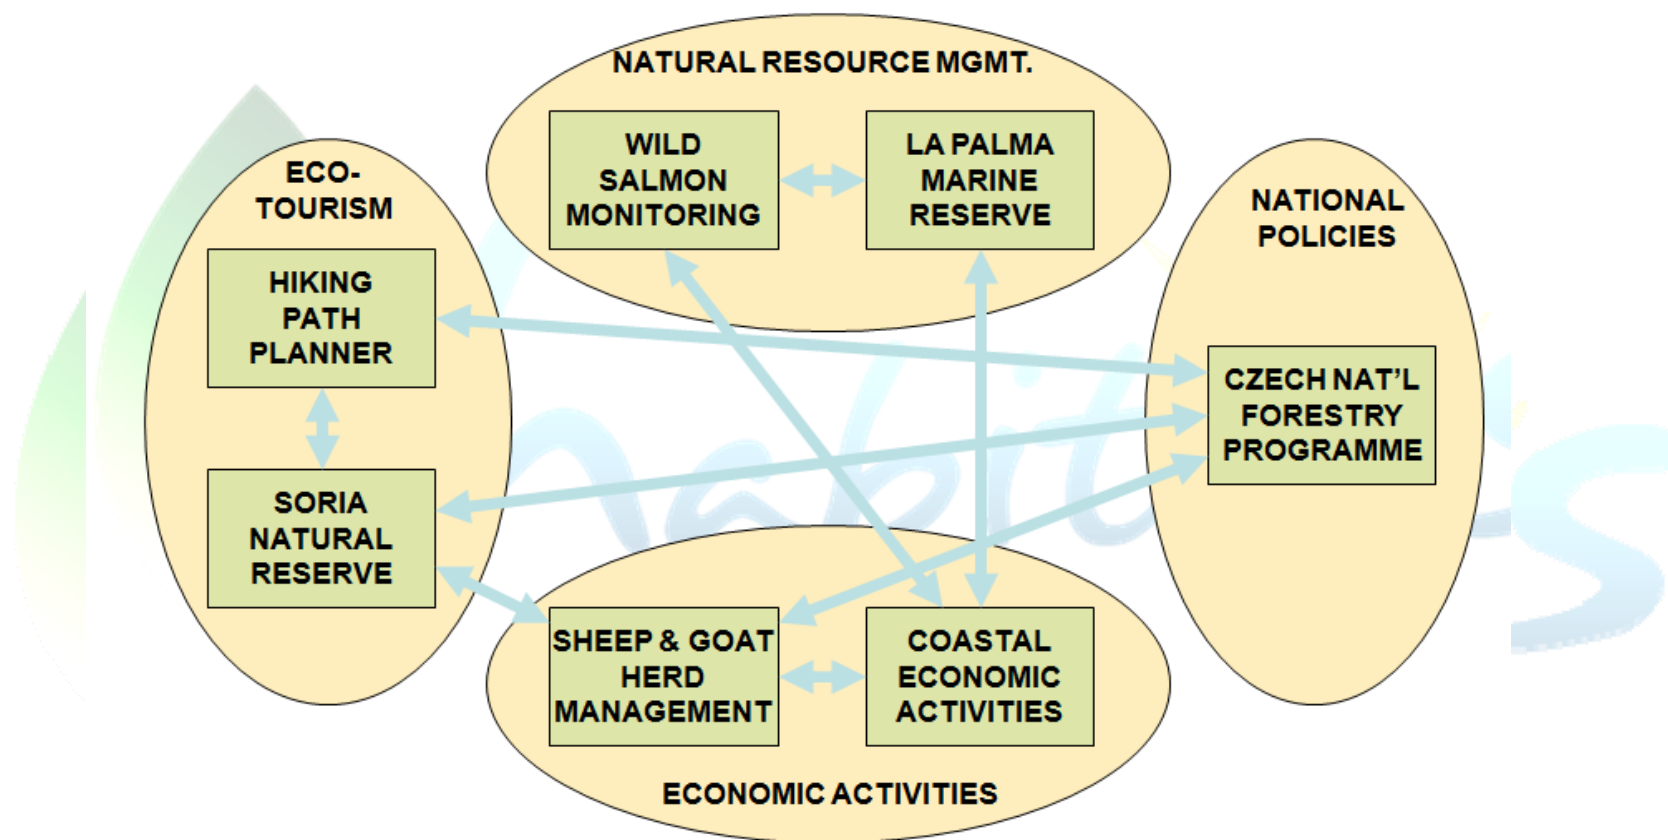 NATURAL RESOURCE MGMT.
WILD
SALMON
MONITORING
LA PALMA
MARINE
RESERVE
ECO-
TOURISM
HIKING
PATH
PLANNER
SORIA
NATURAL
RESERVE
NATIONAL
POLICIES
CZECH NAT'L
FORESTRY
PROGRAMME
SHEEP & GOAT
HERD
MANAGEMENT
COASTAL
ECONOMIC
ACTIVITIES
ECONOMIC ACTIVITIES